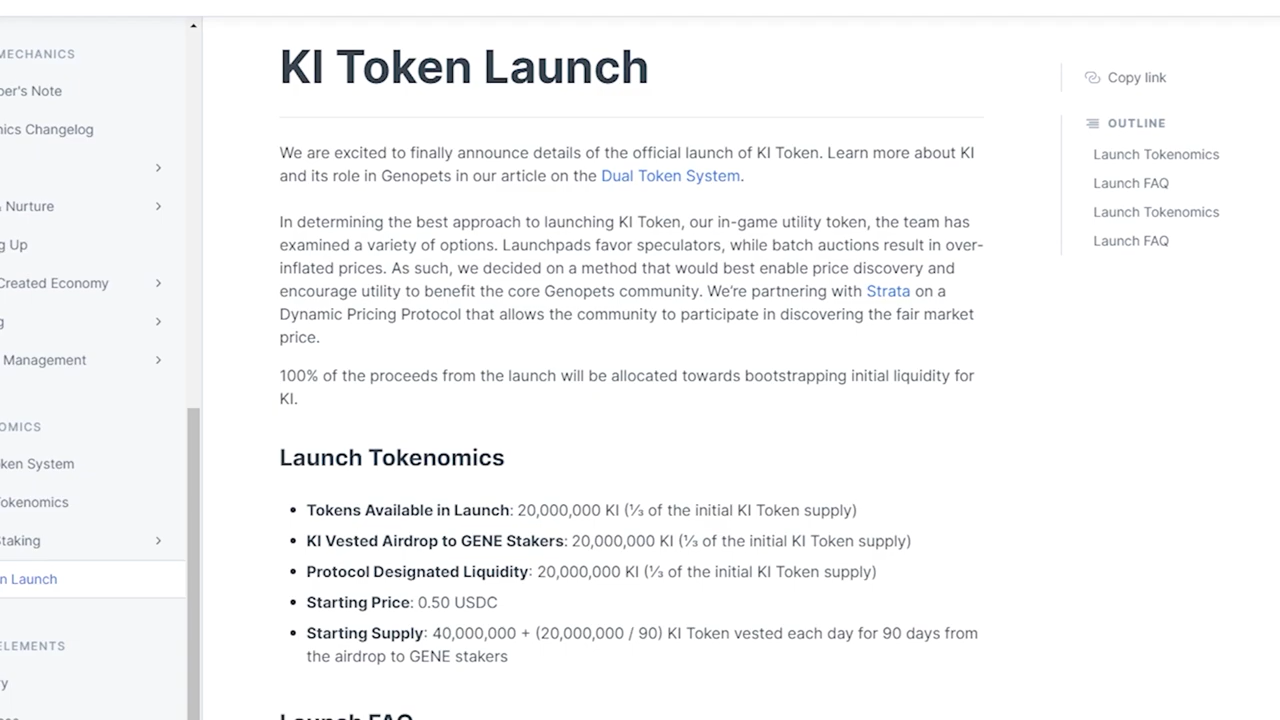 MECHANICS
per's Note
nics Changelog
& Nurture
g Up
Created Economy
g
Management
OMICS
ken System
Tokenomics
Staking
n Launch
ELEMENTS
ry
KI Token Launch
We are excited to finally announce details of the official launch of KI Token. Learn more about KI
and its role in Genopets in our article on the Dual Token System.
In determining the best approach to launching KI Token, our in-game utility token, the team has
examined a variety of options. Launchpads favor speculators, while batch auctions result in over-
inflated prices. As such, we decided on a method that would best enable price discovery and
encourage utility to benefit the core Genopets community. We're partnering with Strata on a
Dynamic Pricing Protocol that allows the community to participate in discovering the fair market
price.
100% of the proceeds from the launch will be allocated towards bootstrapping initial liquidity for
KI.
Launch Tokenomics
• Tokens Available in Launch: 20,000,000 KI (⅓ of the initial KI Token supply)
• KI Vested Airdrop to GENE Stakers: 20,000,000 KI (⅓ of the initial KI Token supply)
• Protocol Designated Liquidity: 20,000,000 KI (⅓ of the initial KI Token supply)
• Starting Price: 0.50 USDC
• Starting Supply: 40,000,000 + (20,000,000 / 90) KI Token vested each day for 90 days from
the airdrop to GENE stakers
Launch FAQ
Copy link
OUTLINE
Launch Tokenomics
Launch FAQ
Launch Tokenomics
Launch FAQ